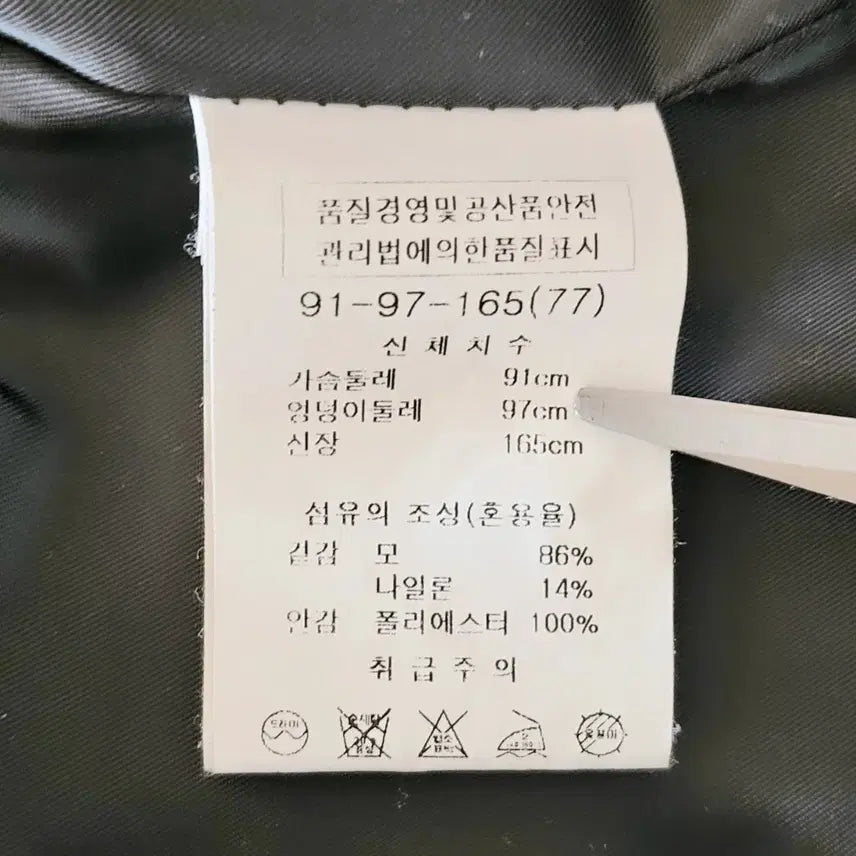 품질경영및공산품안전
관리법에의한품질표시
91-97-165(77)
신체치수
가슴둘레 91cm
엉덩이둘레 97cm
신장 165cm
섬유의 조성(혼용율)
겉감 모 86%
나일론 14%
안감 폴리에스터 100%
취급주의
드라이